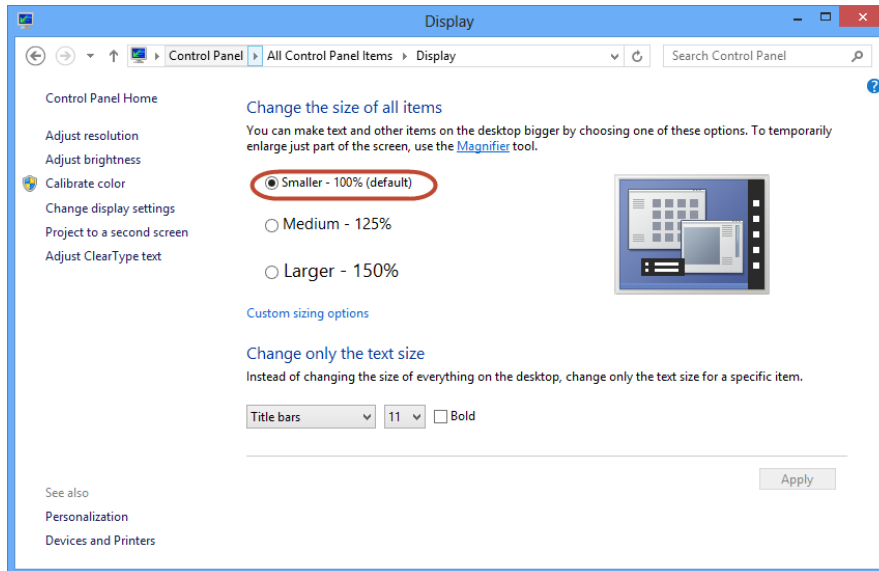 Display
Control Panel All Control Panel Items Display
Search Control Panel
Control Panel Home
Adjust resolution
Adjust brightness
Calibrate color
Change display settings
Project to a second screen
Adjust ClearType text
See also
Personalization
Devices and Printers
Change the size of all items
You can make text and other items on the desktop bigger by choosing one of these options. To temporarily
enlarge just part of the screen, use the Magnifier tool.
Smaller - 100% (default)
Medium - 125%
Larger - 150%
Custom sizing options
Change only the text size
Instead of changing the size of everything on the desktop, change only the text size for a specific item.
Title bars 11 Bold
Apply